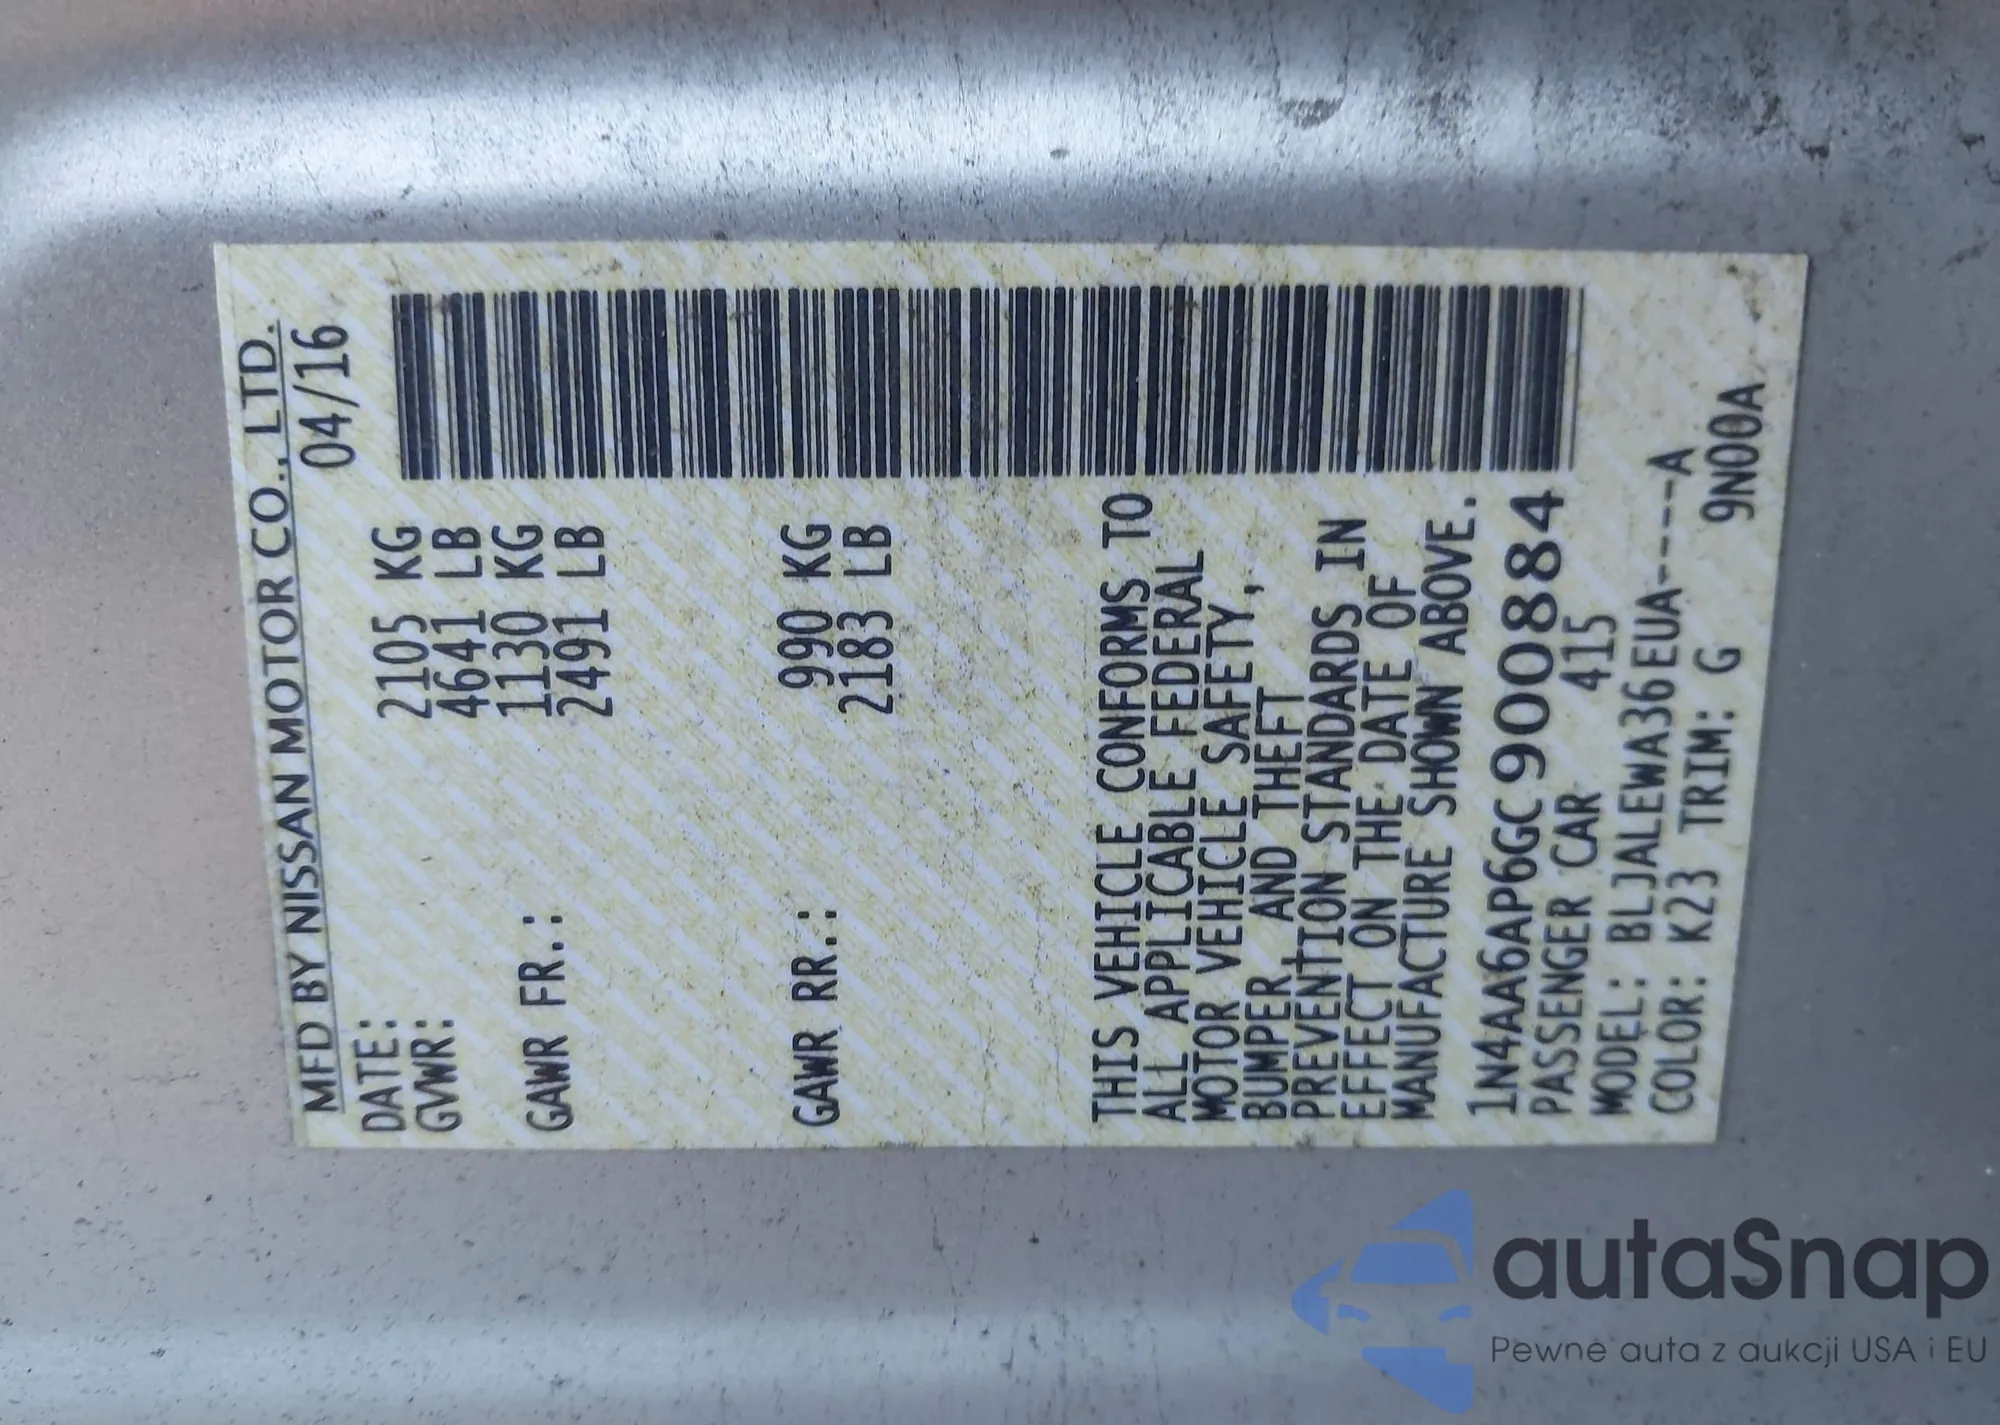 MFD BY NISSAN MOTOR CO., LTD.
DATE: 04/16
GVWR: 2105 KG
4641 LB
GAWR FR.: 1130 KG
2491 LB
GAWR RR.: 990 KG
2183 LB
THIS VEHICLE CONFORMS TO
ALL APPLICABLE FEDERAL
MOTOR VEHICLE SAFETY,
BUMPER, AND THEFT
PREVENTION STANDARDS IN
EFFECT ON THE DATE OF
MANUFACTURE SHOWN ABOVE.
1N4AA6AP6GC900884
PASSENGER CAR 415
MODEL: BLJALEWA36EUA-----A
COLOR: K23 TRIM: G 9N00A
autaSnap
Pewne auta z aukcji USA i EU